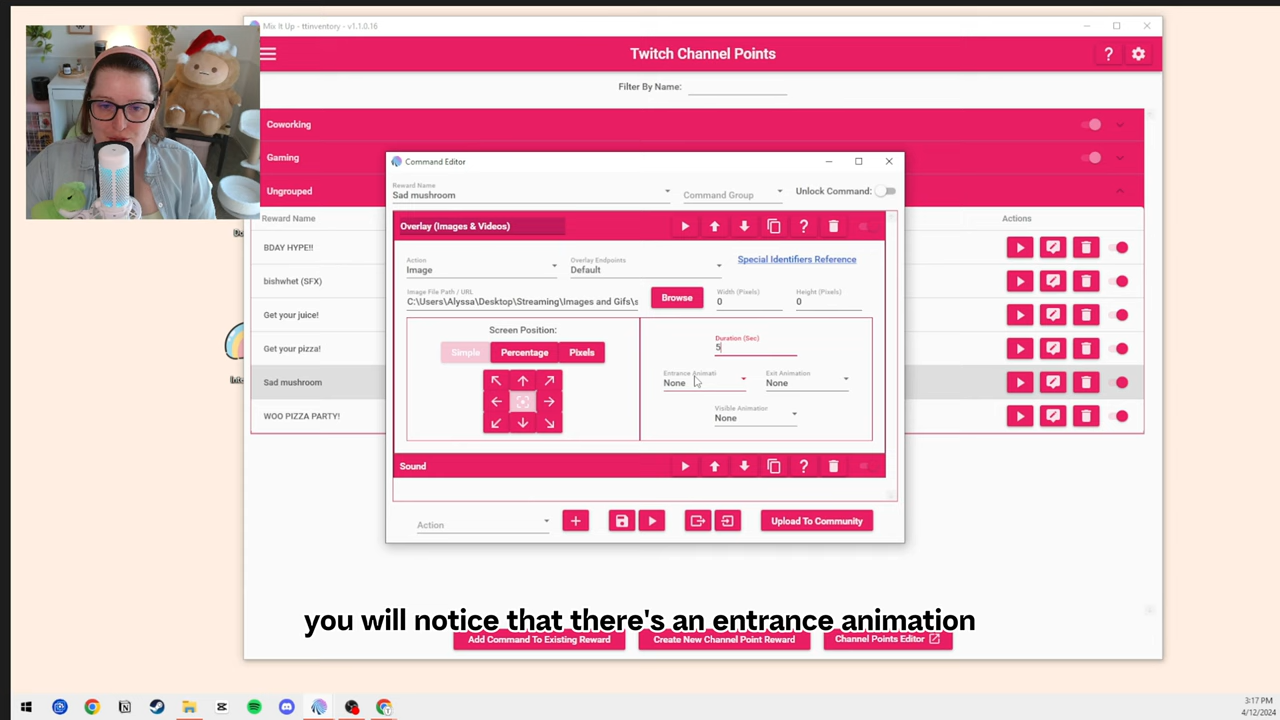 Mix It Up - ttinventory - v1.1.0.16
Twitch Channel Points
?
Filter By Name:
Coworking
Gaming
Ungrouped
Reward Name
Actions
BDAY HYPE!!
bishwhet (SFX)
Get your juice!
Get your pizza!
Sad mushroom
WOO PIZZA PARTY!
Command Editor
Reward Name
Sad mushroom
Command Group
Unlock Command:
Overlay (Images & Videos)
?
Action
Image
Overlay Endpoints
Default
Special Identifiers Reference
Image File Path / URL
C:\Users\Alyssa\Desktop\Streaming\Images and Gifs\s
Browse
Width (Pixels)
0
Height (Pixels)
0
Screen Position:
Simple
Percentage
Pixels
Duration (Sec)
5
Entrance Animati
None
Exit Animation
None
Visible Animation
None
Sound
?
Action
Upload To Community
you will notice that there's an entrance animation
Add Command To Existing Reward
Create New Channel Point Reward
Channel Points Editor
3:17 PM
4/12/2024